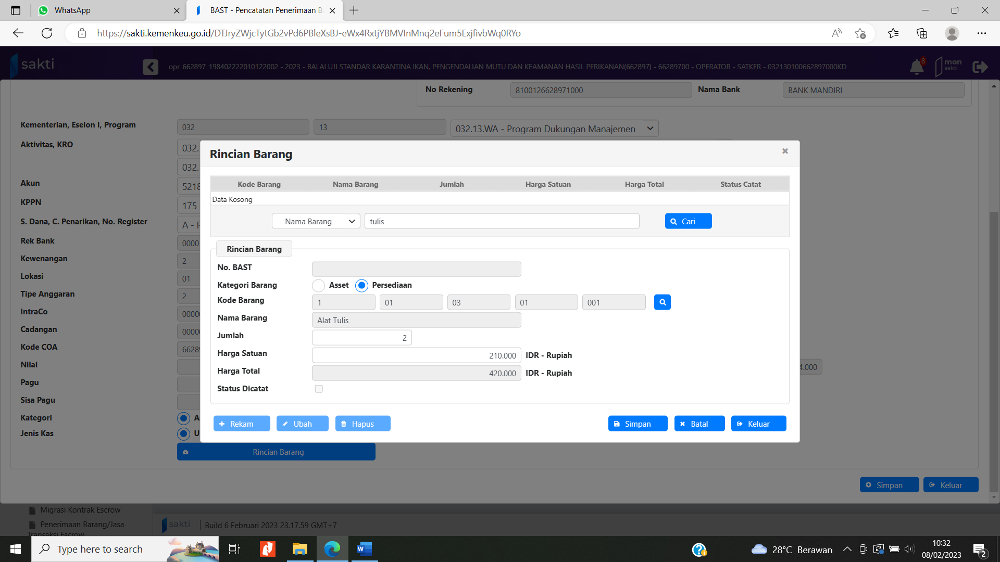 WhatsApp
BAST - Pencatatan Penerimaan B
https://sakti.kemenkeu.go.id/DTJryZWjcTytGb2vPd6PBleXsBJ-eWx4RxtjYBMVInMnq2eFum5ExjfivbWq0RYo
sakti
opr_662897_198402222010122002 - 2023 - BALAI UJI STANDAR KARANTINA IKAN, PENGENDALIAN MUTU DAN KEAMANAN HASIL PERIKANAN(662897) - 66289700 - OPERATOR - SATKER - 032130100662897000KD
8
mon
sakti
No Rekening 8100126628971000 Nama Bank BANK MANDIRI
Kementerian, Eselon I, Program 032 13 032.13.WA - Program Dukungan Manajemen
Aktivitas, KRO 032.
032.
Akun 5218
KPPN 175
S. Dana, C. Penarikan, No. Register A - 
Rek Bank 0000
Kewenangan 2
Lokasi 01
Tipe Anggaran 2
IntraCo 0000
Cadangan 0000
Kode COA 6628
Nilai 4.000
Pagu
Sisa Pagu
Kategori A
Jenis Kas U
Rincian Barang
Simpan Keluar
Rincian Barang
Kode Barang Nama Barang Jumlah Harga Satuan Harga Total Status Catat
Data Kosong
Nama Barang tulis Cari
Rincian Barang
No. BAST
Kategori Barang Asset Persediaan
Kode Barang 1 01 03 01 001
Nama Barang Alat Tulis
Jumlah 2
Harga Satuan 210.000 IDR - Rupiah
Harga Total 420.000 IDR - Rupiah
Status Dicatat
Rekam Ubah Hapus Simpan Batal Keluar
Migrasi Kontrak Escrow
Penerimaan Barang/Jasa
Transaksi Escrow
sakti Build 6 Februari 2023 23.17.59 GMT+7
Type here to search
28°C Berawan
10:32
08/02/2023
2